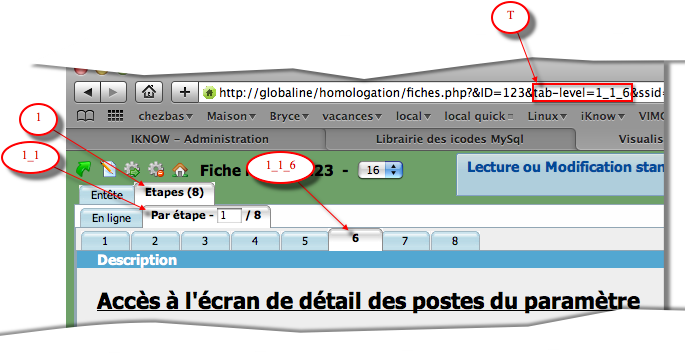 T
http://globaline/homologation/fiches.php?&ID=123&tab-level=1_1_6&ssid=
chezbas Maison Bryce vacances local local quick Linux iKnow VIMO
1
IKNOW - Administration Librairie des icodes MySql Visualis
1_1
1_1_6
Fiche 23 - 16
Lecture ou Modification stan
Entête Etapes (8)
En ligne Par étape - 1 / 8
1 2 3 4 5 6 7 8
Description
Accès à l'écran de détail des postes du paramètre